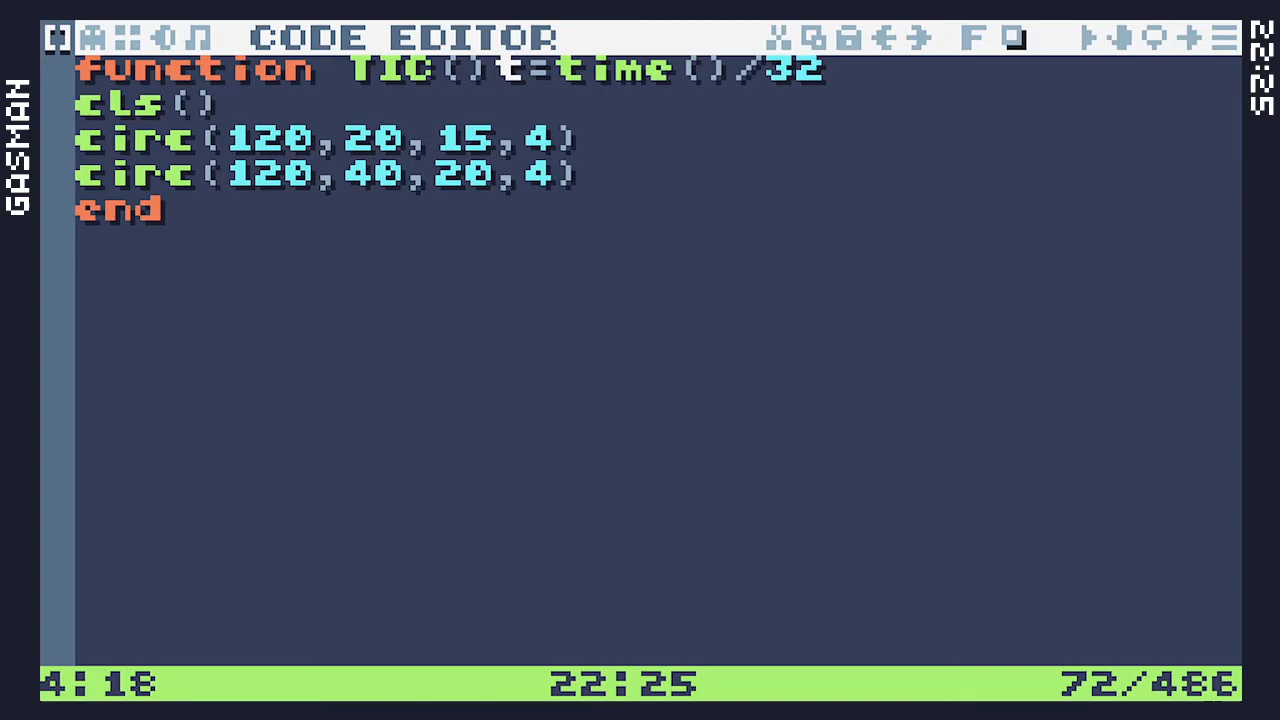 CODE EDITOR
function TIC()t=time()/32
cls()
circ(120,20,15,4)
circ(120,40,20,4)
end
4:18
22:25
72/486
GASMAN
22:25